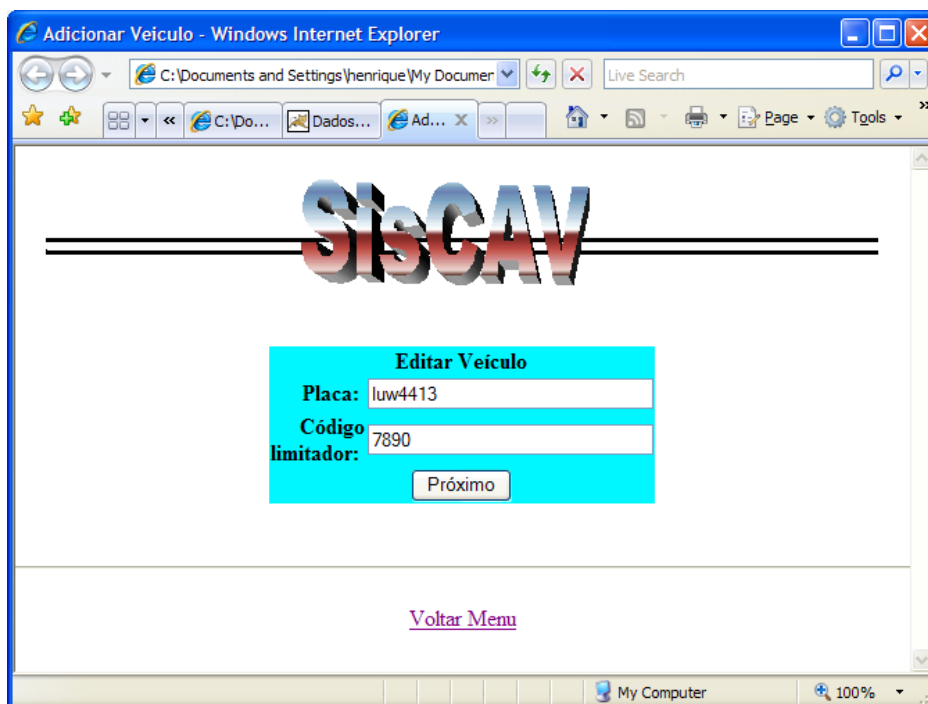 Adicionar Veiculo - Windows Internet Explorer
C:\Documents and Settings\henrique\My Documer
Live Search
C:\Do...
Dados...
Ad...
Page
Tools
SisCAV
Editar Veículo
Placa: luw4413
Código limitador: 7890
Próximo
Voltar Menu
My Computer
100%